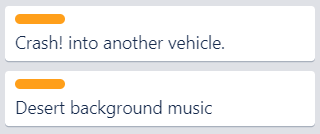 Crash! into another vehicle.
Desert background music